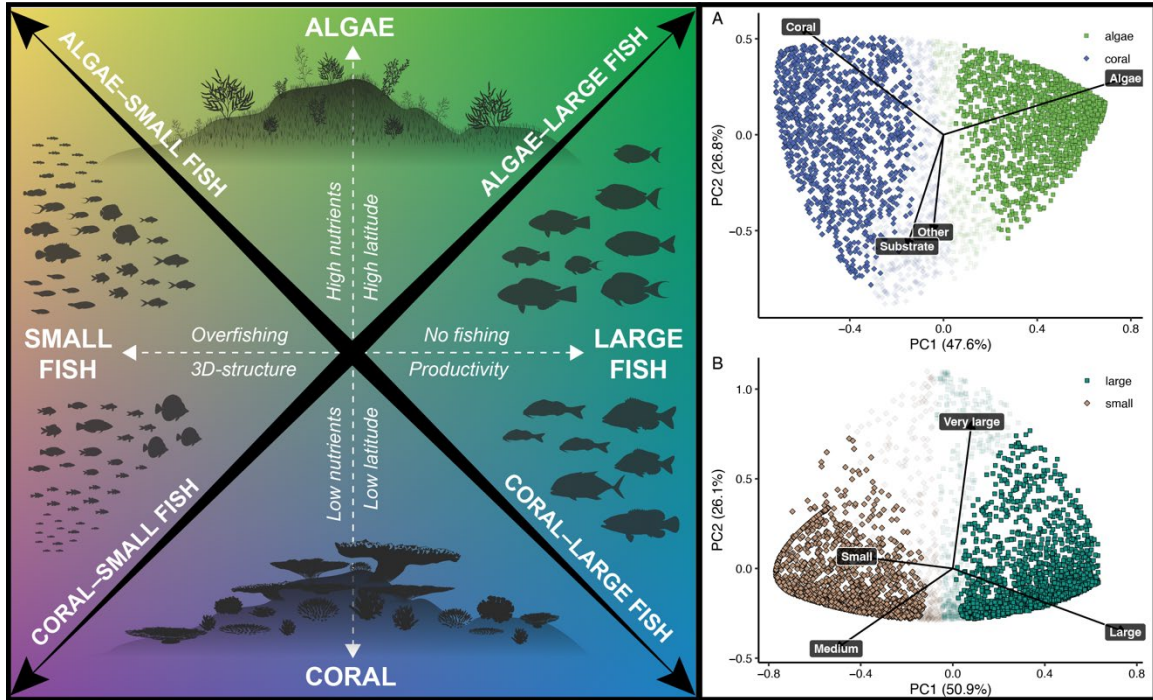 ALGAE
ALGAE–SMALL FISH
ALGAE–LARGE FISH
High nutrients
High latitude
SMALL
FISH
Overfishing
3D-structure
No fishing
Productivity
LARGE
FISH
Low nutrients
Low latitude
CORAL–SMALL FISH
CORAL–LARGE FISH
CORAL
A
algae
coral
Coral
Algae
Other
Substrate
0.5
0.0
−0.5
PC2 (26.8%)
−0.4
0.0
0.4
0.8
PC1 (47.6%)
B
large
small
Very large
Small
Medium
Large
1.0
0.5
0.0
−0.5
PC2 (26.1%)
−0.8
−0.4
0.0
0.4
0.8
PC1 (50.9%)